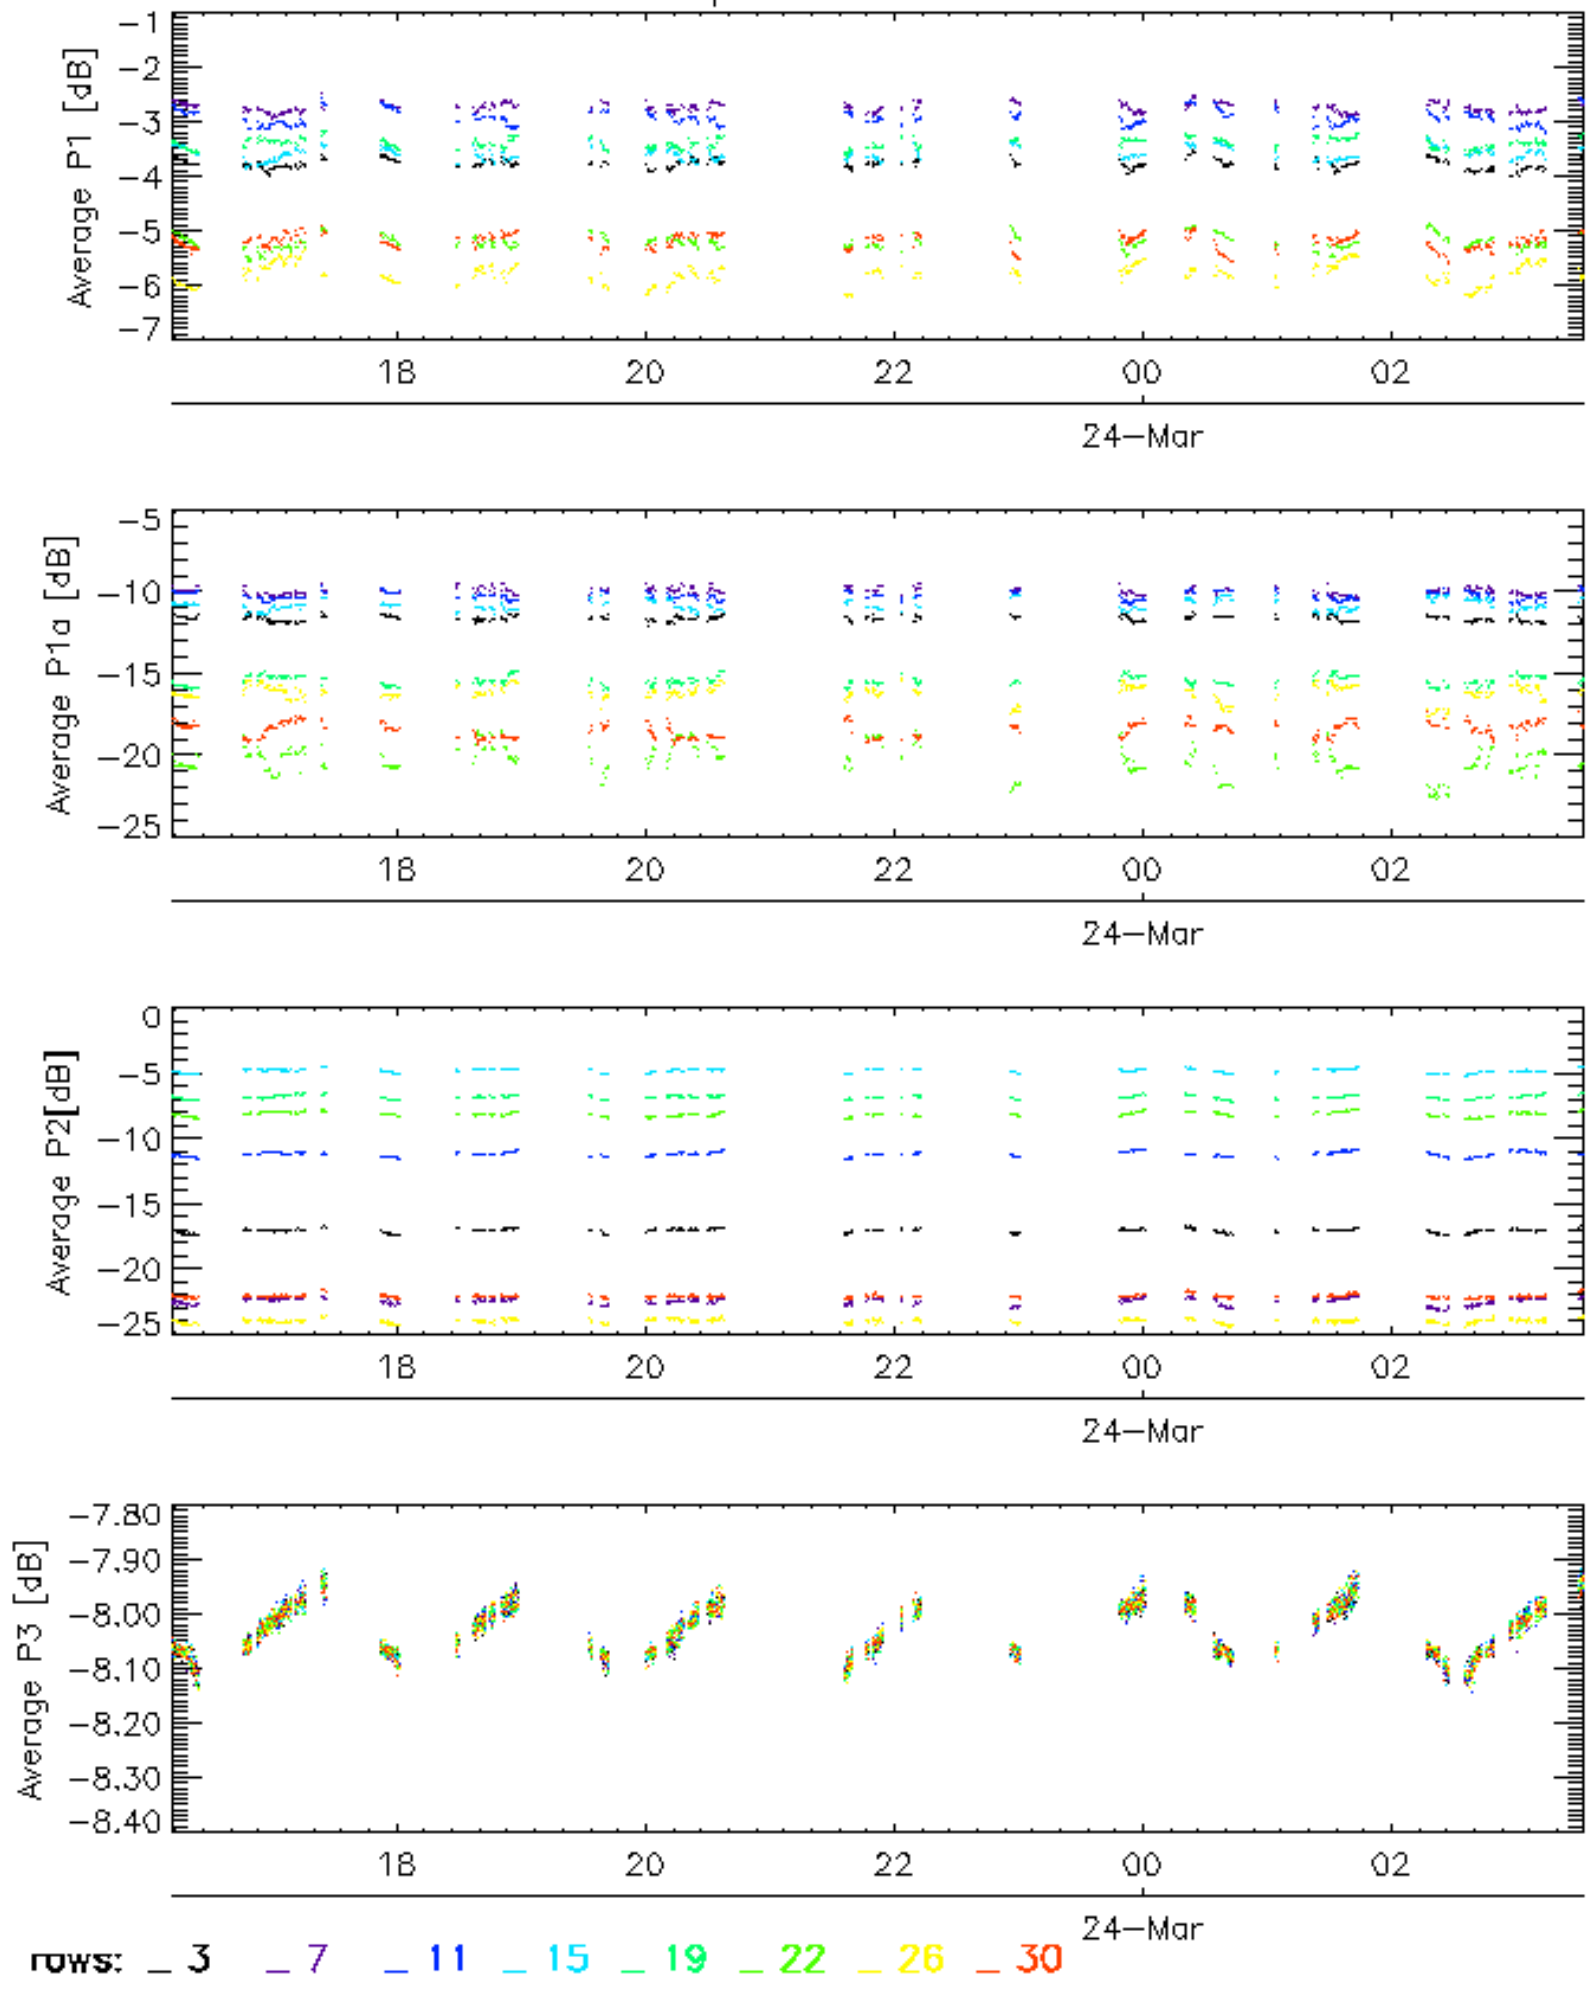 Average P1 [dB]
-1
-2
-3
-4
-5
-6
-7
18 20 22 00 02
24-Mar
Average P1a [dB]
-5
-10
-15
-20
-25
18 20 22 00 02
24-Mar
Average P2[dB]
0
-5
-10
-15
-20
-25
18 20 22 00 02
24-Mar
Average P3 [dB]
-7.80
-7.90
-8.00
-8.10
-8.20
-8.30
-8.40
18 20 22 00 02
24-Mar
rows: _ 3 _ 7 _ 11 _ 15 _ 19 _ 22 _ 26 _ 30